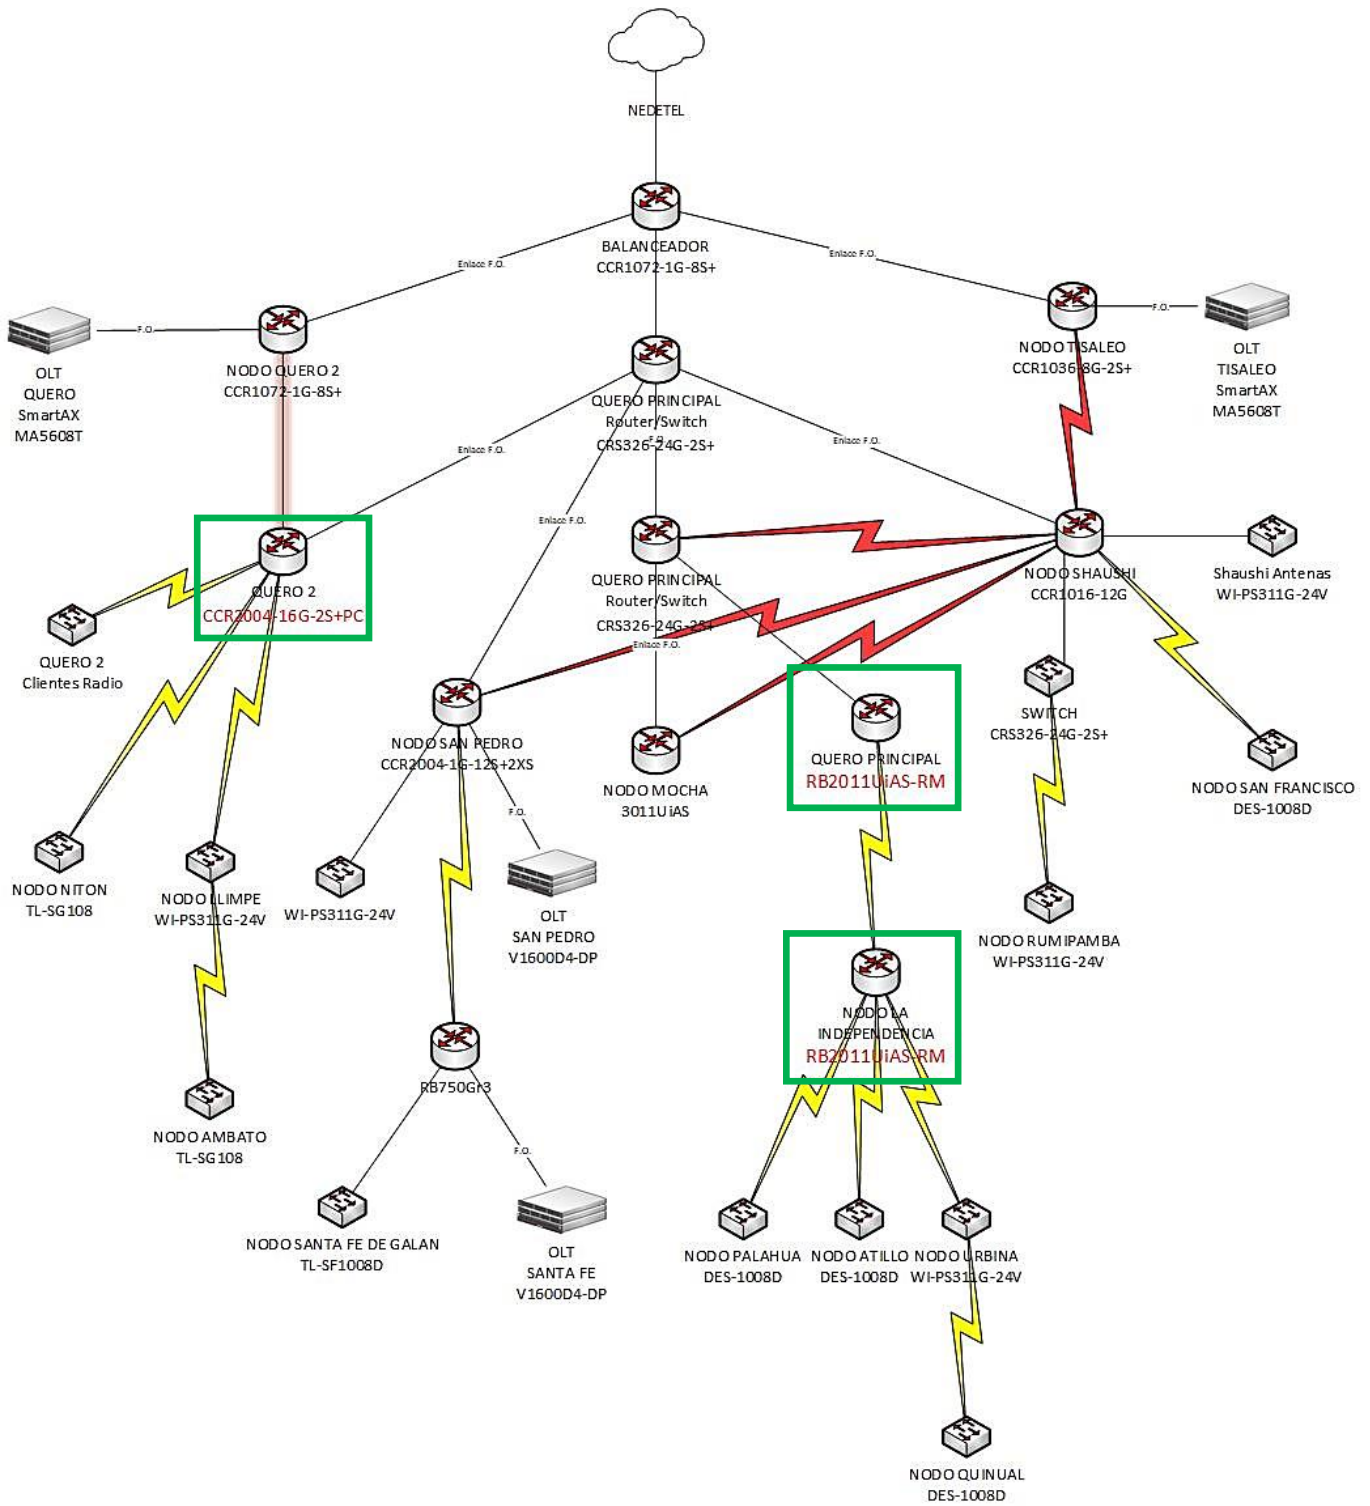 NEDETEL
BALANCEADOR
CCR1072-1G-8S+
Enlace F.O.
Enlace F.O.
F.O.
F.O.
OLT
QUERO
SmartAX
MA5608T
NODO QUERO 2
CCR1072-1G-8S+
QUERO PRINCIPAL
Router/Switch
CRS326-24G-2S+
F.O.
NODO TISALEO
CCR1036-8G-2S+
OLT
TISALEO
SmartAX
MA5608T
Enlace F.O.
Enlace F.O.
Enlace F.O.
QUERO 2
CCR2004-16G-2S+PC
QUERO PRINCIPAL
Router/Switch
CRS326-24G-2S+
Enlace F.O.
NODO SHAUSHI
CCR1016-12G
Shaushi Antenas
WI-PS311G-24V
QUERO 2
Clientes Radio
NODO SAN PEDRO
CCR2004-1G-12S+2XS
NODO MOCHA
3011UiAS
QUERO PRINCIPAL
RB2011UiAS-RM
SWITCH
CRS326-24G-2S+
NODO SAN FRANCISCO
DES-1008D
F.O.
NODO NITON
TL-SG108
NODO LLIMPE
WI-PS311G-24V
WI-PS311G-24V
OLT
SAN PEDRO
V1600D4-DP
NODO RUMIPAMBA
WI-PS311G-24V
NODO LA
INDEPENDENCIA
RB2011UiAS-RM
RB750Gr3
NODO AMBATO
TL-SG108
F.O.
NODO SANTA FE DE GALAN
TL-SF1008D
OLT
SANTA FE
V1600D4-DP
NODO PALAHUA
DES-1008D
NODO ATILLO
DES-1008D
NODO URBINA
WI-PS311G-24V
NODO QUINUAL
DES-1008D